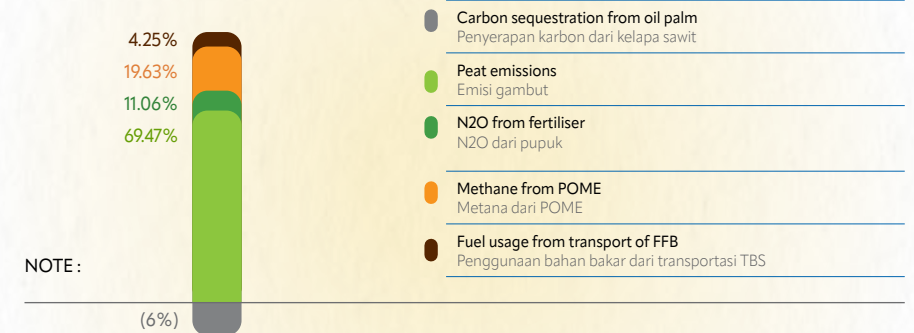 4.25%
19.63%
11.06%
69.47%
NOTE :
(6%)
Carbon sequestration from oil palm
Penyerapan karbon dari kelapa sawit
Peat emissions
Emisi gambut
N2O from fertiliser
N2O dari pupuk
Methane from POME
Metana dari POME
Fuel usage from transport of FFB
Penggunaan bahan bakar dari transportasi TBS